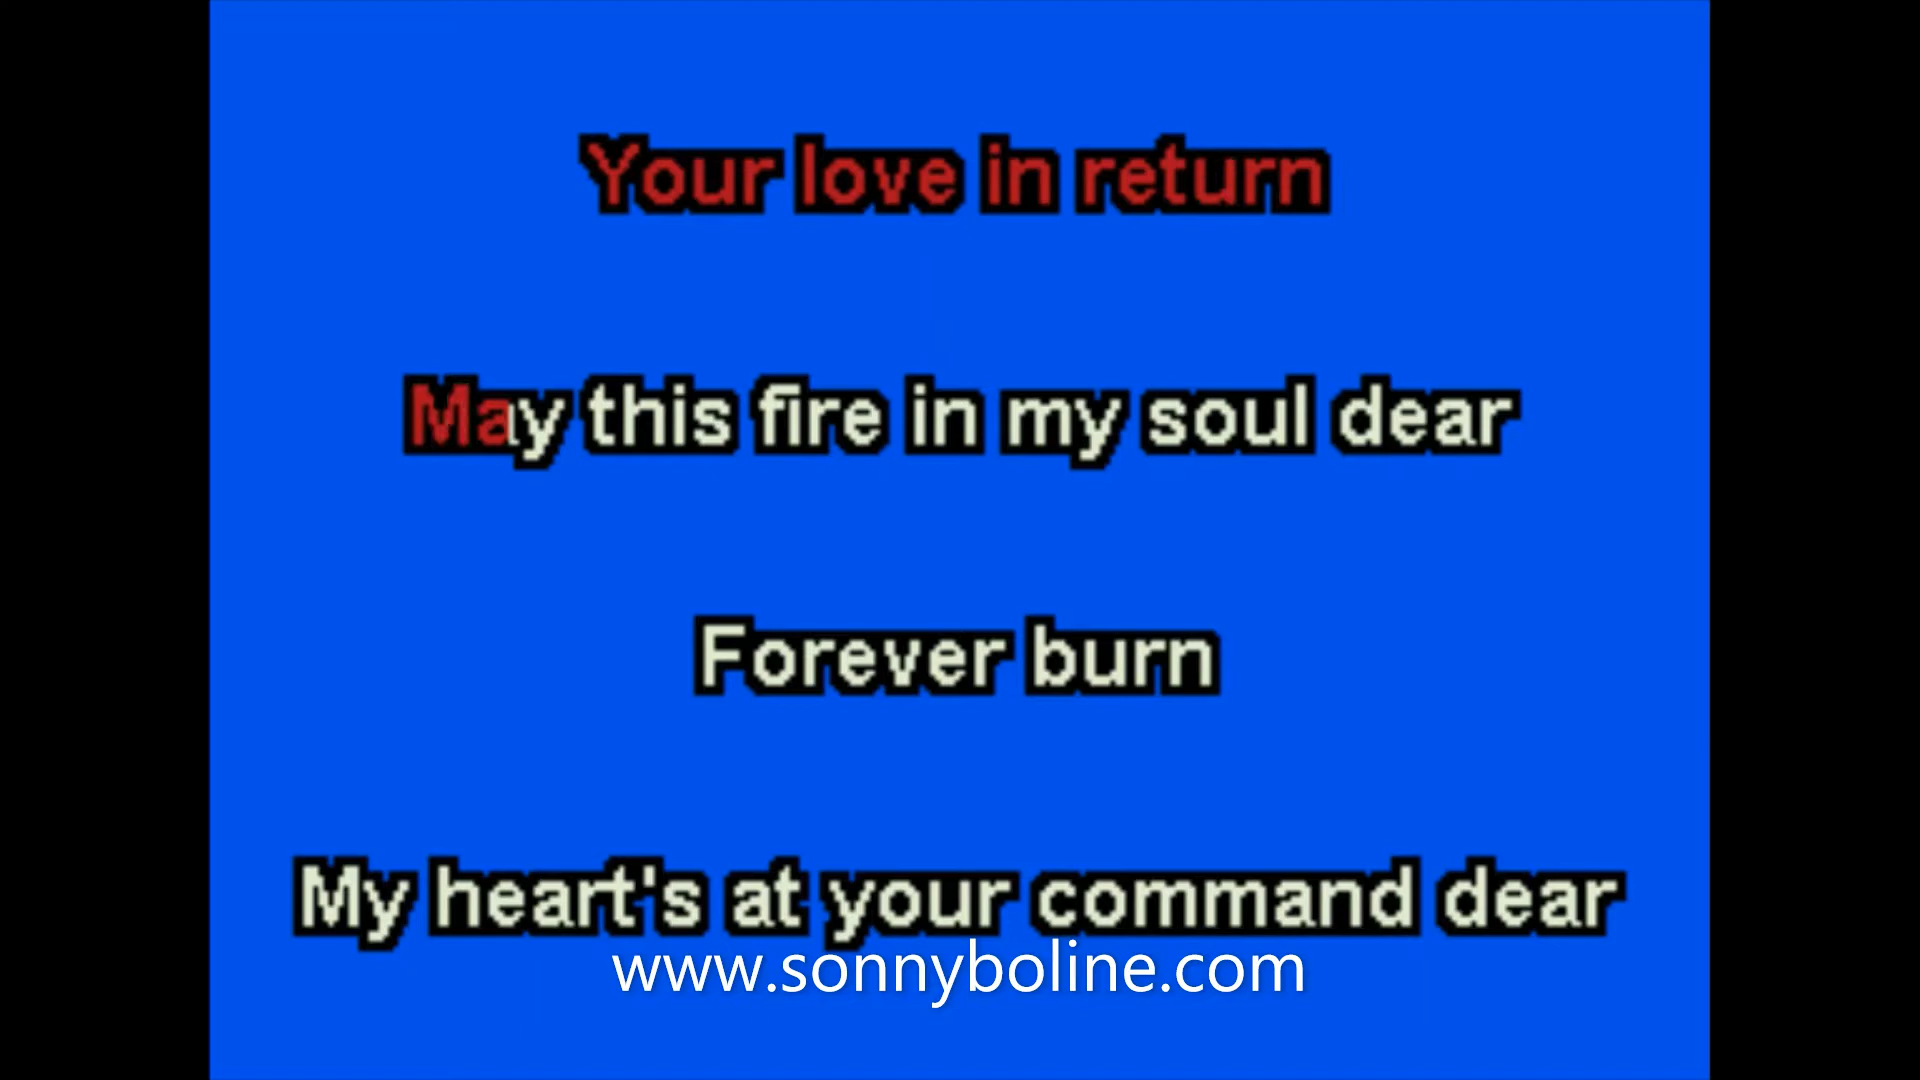 Your love in return
May this fire in my soul dear
Forever burn
My heart's at your command dear
www.sonnyboline.com